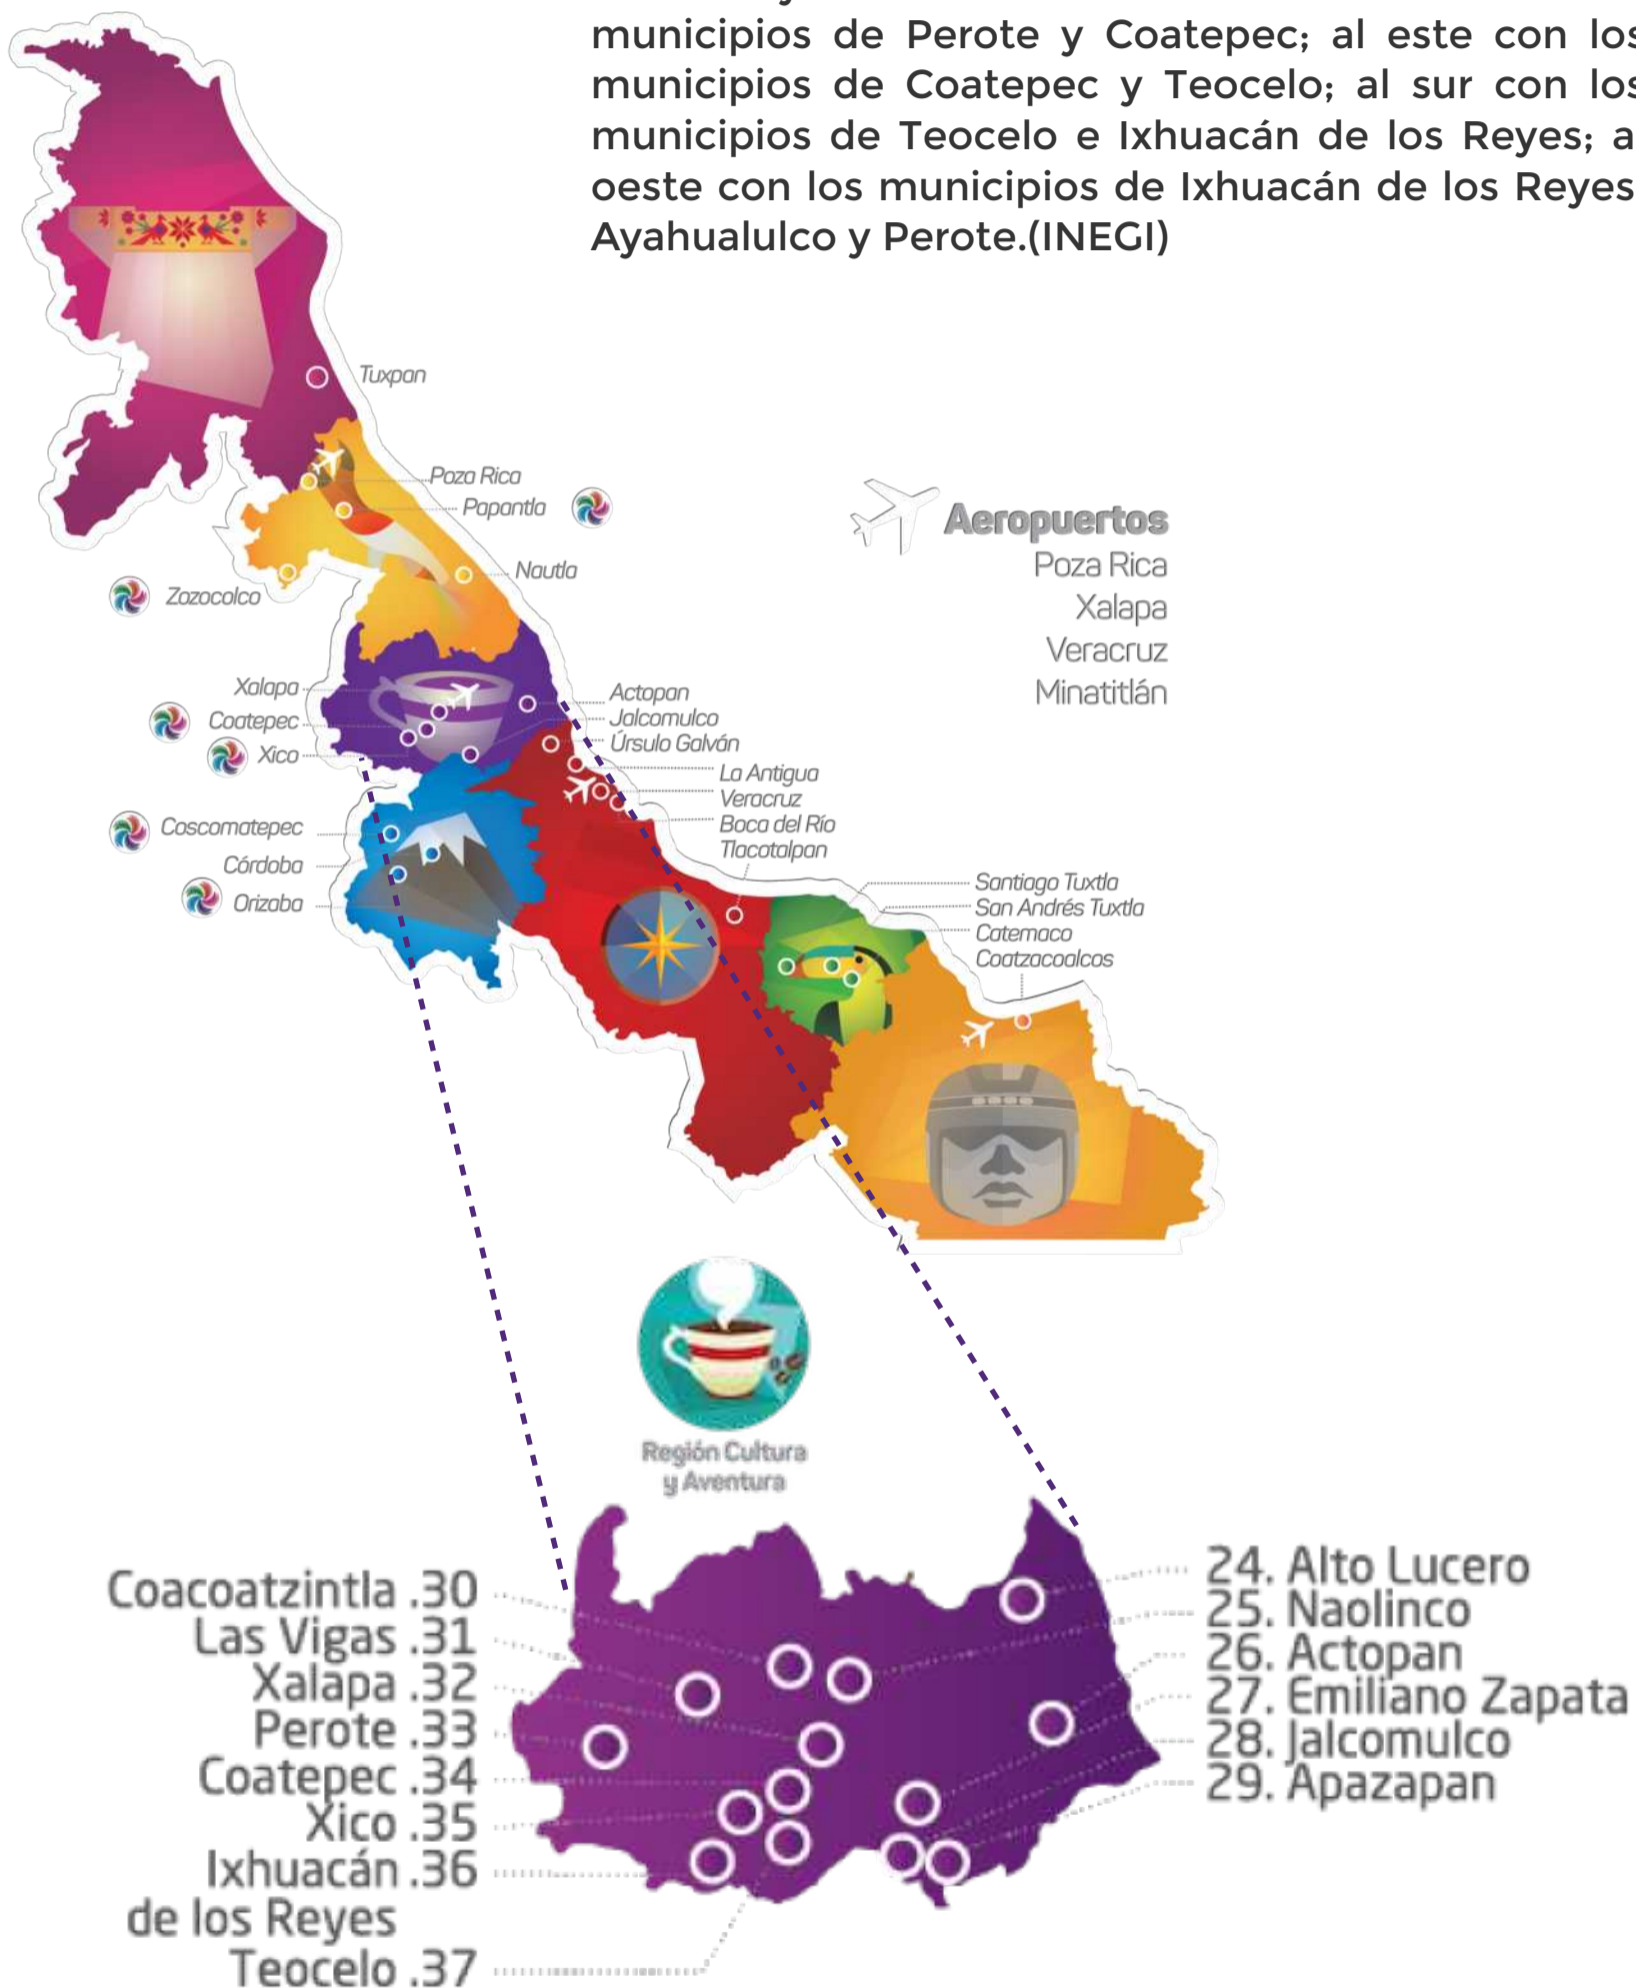 municipios de Perote y Coatepec; al este con los
municipios de Coatepec y Teocelo; al sur con los
municipios de Teocelo e Ixhuacán de los Reyes; a
oeste con los municipios de Ixhuacán de los Reyes
Ayahualulco y Perote.(INEGI)
Tuxpan
Poza Rica
Papantla
Nautla
Zozocolco
Aeropuertos
Poza Rica
Xalapa
Veracruz
Minatitlán
Xalapa
Coatepec
Xico
Actopan
Jalcomulco
Úrsulo Galván
La Antigua
Veracruz
Boca del Río
Tlacotalpan
Coscomatepec
Córdoba
Orizaba
Santiago Tuxtla
San Andrés Tuxtla
Catemaco
Coatzacoalcos
Región Cultura
y Aventura
Coacoatzintla .30
Las Vigas .31
Xalapa .32
Perote .33
Coatepec .34
Xico .35
Ixhuacán .36
de los Reyes
Teocelo .37
24. Alto Lucero
25. Naolinco
26. Actopan
27. Emiliano Zapata
28. Jalcomulco
29. Apazapan